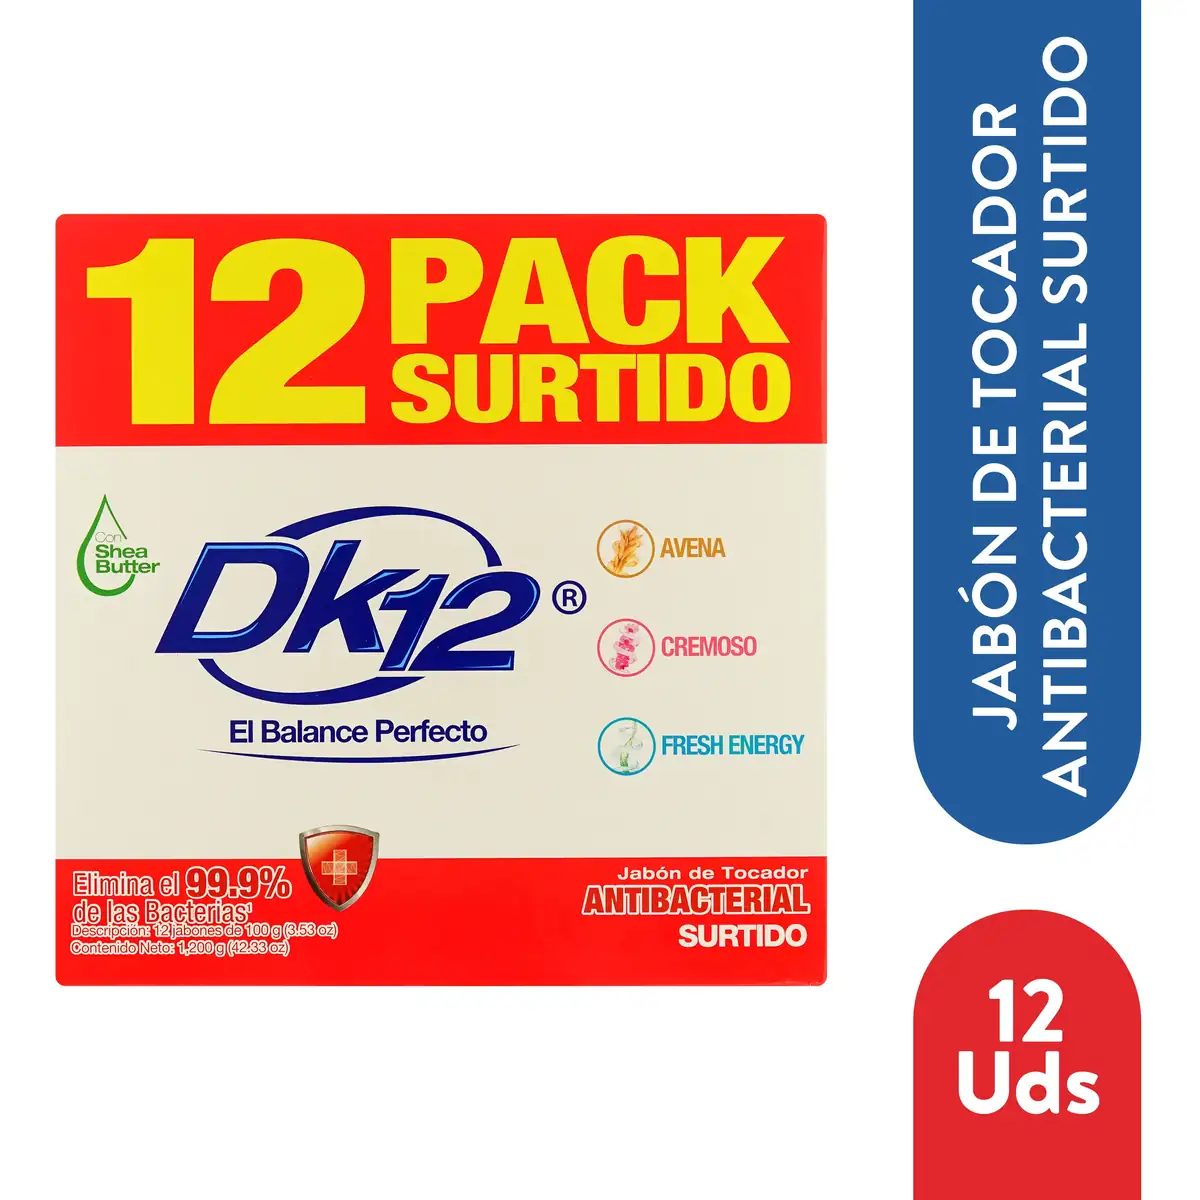 12 PACK
SURTIDO
Con
Shea
Butter
DK12®
El Balance Perfecto
AVENA
CREMOSO
FRESH ENERGY
Elimina el 99.9%
de las Bacterias¹
Descripción: 12 jabones de 100 g (3.53 oz)
Contenido Neto: 1,200 g (42.33 oz)
Jabón de Tocador
ANTIBACTERIAL
SURTIDO
JABÓN DE TOCADOR
ANTIBACTERIAL SURTIDO
12
Uds